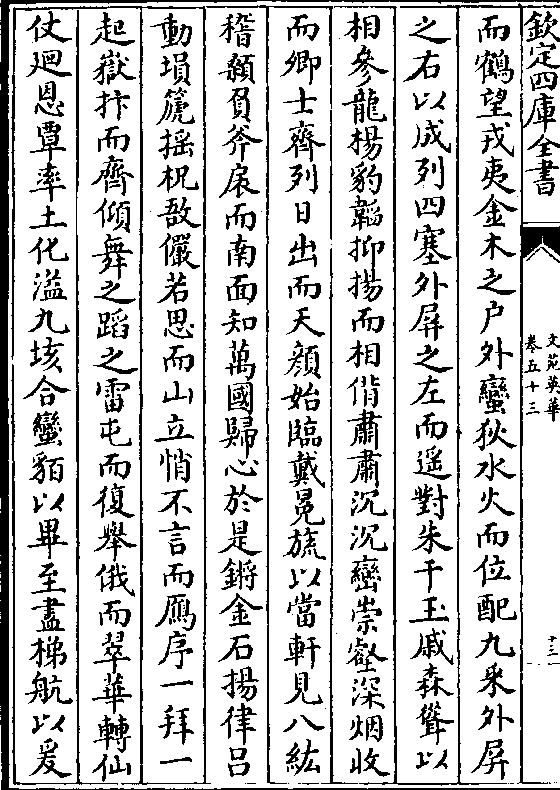 欽定四庫全書
文苑英華
卷五十三
十三
而鶴望戎夷金木之户外蠻狄水火而位配九采外屏
之右以成列四塞外屏之左而遥對朱干玉戚森聳以
相參龍楊豹韜抑揚而相偕肅肅沉沉巒崇壑深烟收
而卿士齊列日出而天顔始臨戴冕旒以當軒見八紘
稽顙負斧扆而南面知萬國歸心於是鏘金石揚律吕
動塤篪摇柷敔儼若思而山立悄不言而鴈序一拜一
起嶽抃而齊傾舞之蹈之雷屯而復舉俄而翠華轉仙
仗廻恩覃率土化溢九垓合蠻貊以畢至盡梯航以爰